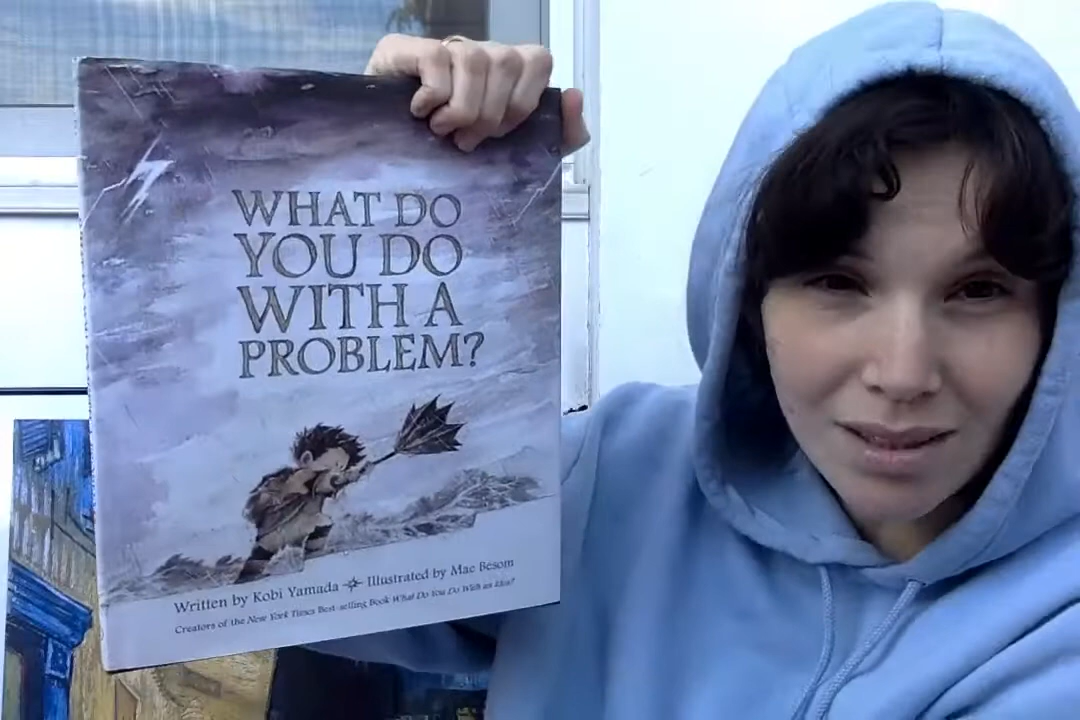 WHAT DO
YOU DO
WITH A
PROBLEM?
Written by Kobi Yamada Illustrated by Mae Besom
Creators of the New York Times Best-selling Book What Do You Do With an Idea?